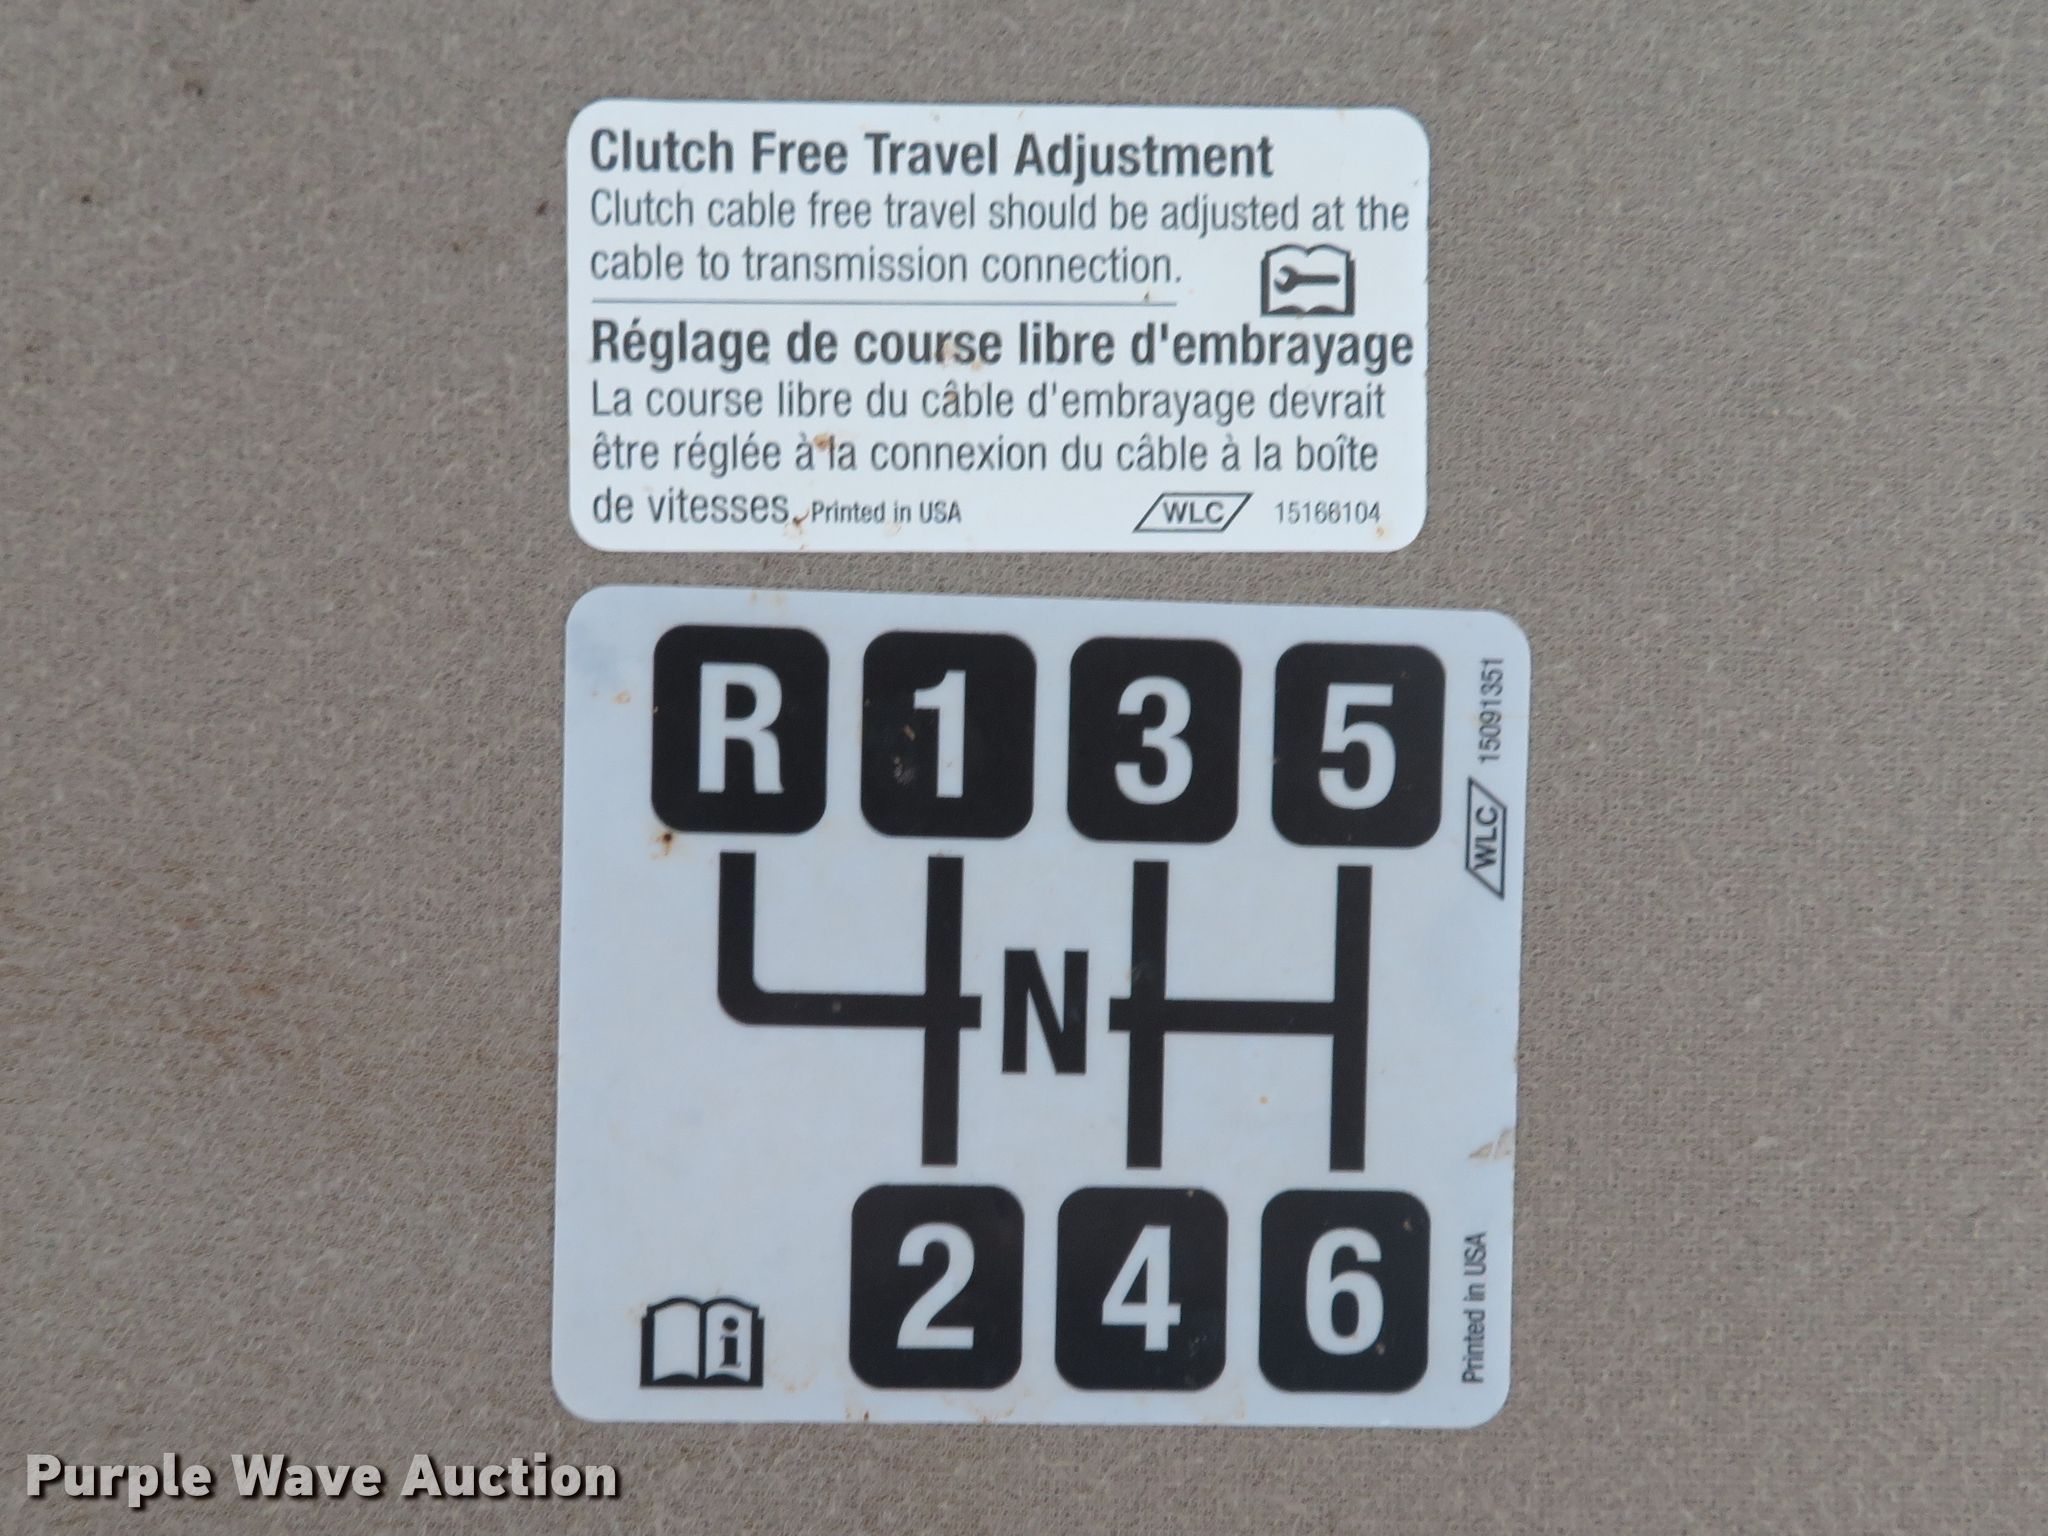 Clutch Free Travel Adjustment
Clutch cable free travel should be adjusted at the
cable to transmission connection.
Réglage de course libre d'embrayage
La course libre du câble d'embrayage devrait
être réglée à la connexion du câble à la boîte
de vitesses. Printed in USA WLC 15166104
R 1 3 5
N
2 4 6
WLC 15091351
Printed in USA
Purple Wave Auction